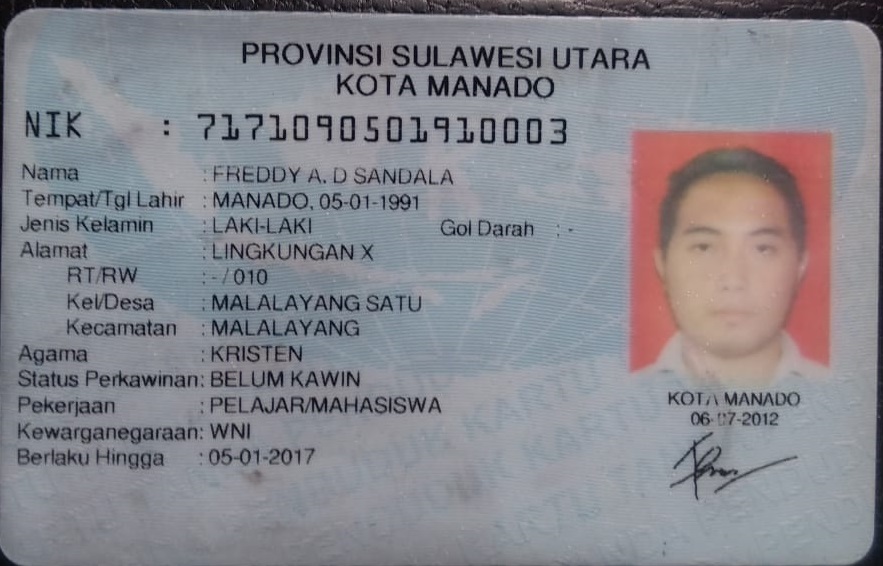 PROVINSI SULAWESI UTARA
KOTA MANADO
NIK : 7171090501910003
Nama : FREDDY A. D SANDALA
Tempat/Tgl Lahir : MANADO, 05-01-1991
Jenis Kelamin : LAKI-LAKI Gol Darah : -
Alamat : LINGKUNGAN X
RT/RW : - / 010
Kel/Desa : MALALAYANG SATU
Kecamatan : MALALAYANG
Agama : KRISTEN
Status Perkawinan: BELUM KAWIN
Pekerjaan : PELAJAR/MAHASISWA
Kewarganegaraan: WNI
Berlaku Hingga : 05-01-2017
KOTA MANADO
06-07-2012